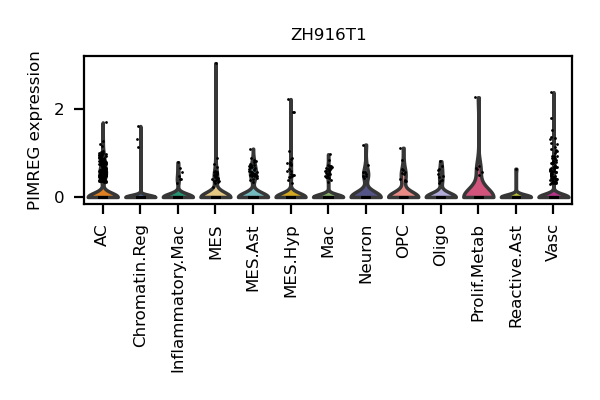 ZH916T1
PIMREG expression
2
0
AC
Chromatin.Reg
Inflammatory.Mac
MES
MES.Ast
MES.Hyp
Mac
Neuron
OPC
Oligo
Prolif.Metab
Reactive.Ast
Vasc